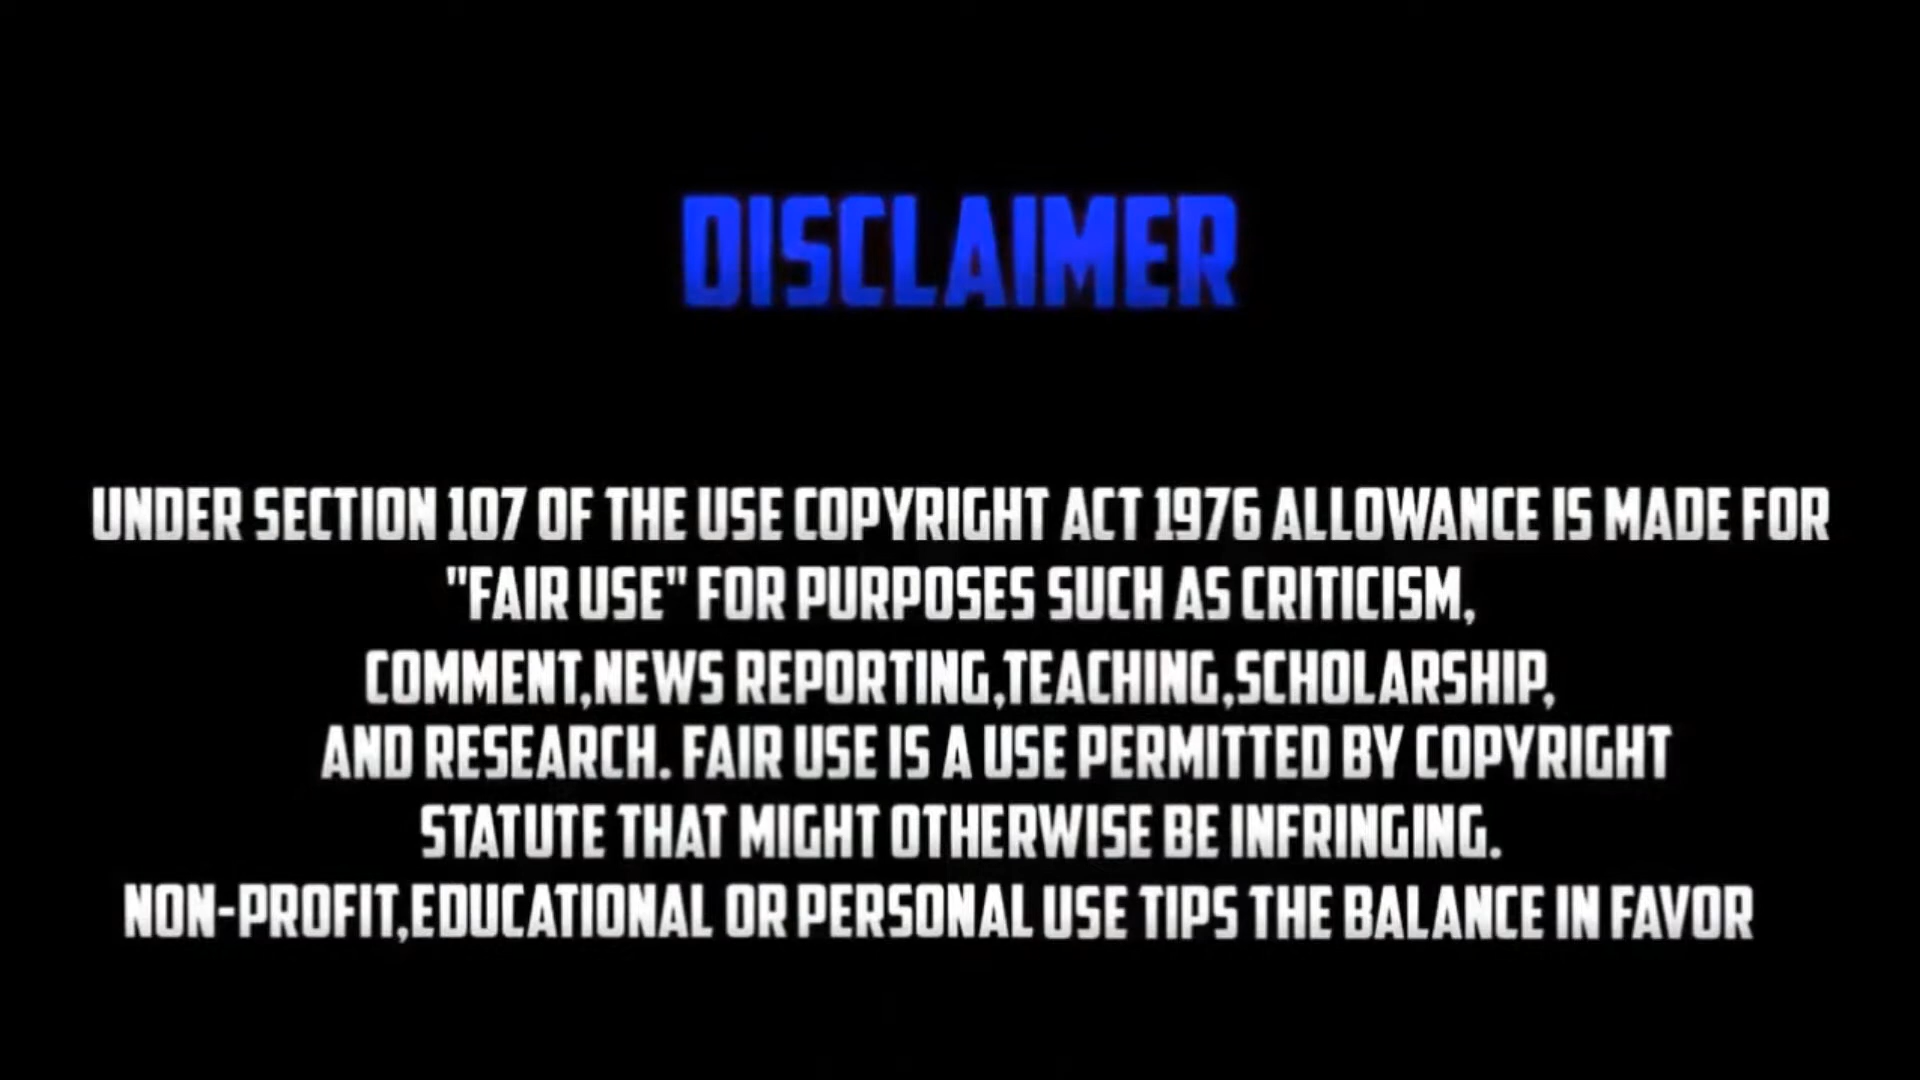 DISCLAIMER
UNDER SECTION 107 OF THE USE COPYRIGHT ACT 1976 ALLOWANCE IS MADE FOR
"FAIR USE" FOR PURPOSES SUCH AS CRITICISM,
COMMENT,NEWS REPORTING,TEACHING,SCHOLARSHIP,
AND RESEARCH. FAIR USE IS A USE PERMITTED BY COPYRIGHT
STATUTE THAT MIGHT OTHERWISE BE INFRINGING.
NON-PROFIT,EDUCATIONAL OR PERSONAL USE TIPS THE BALANCE IN FAVOR